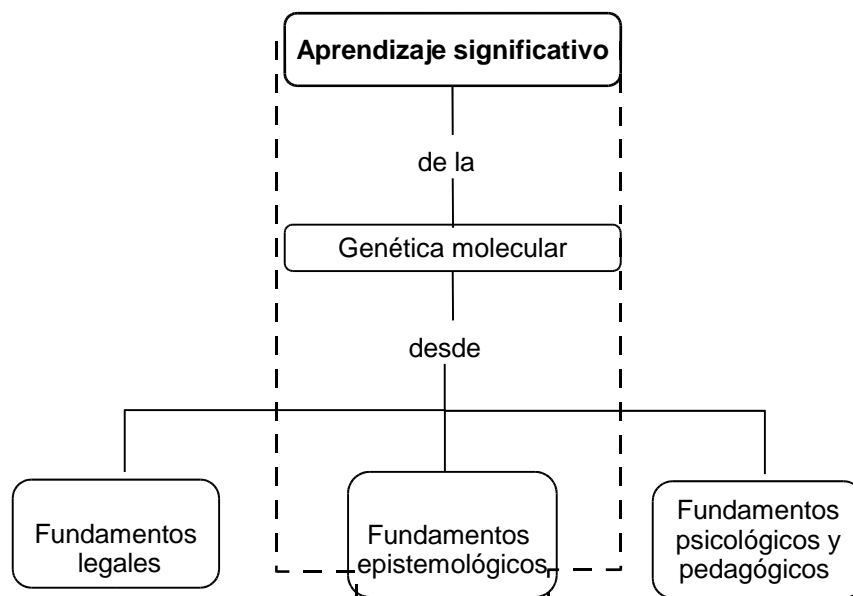 Aprendizaje significativo
de la
Genética molecular
desde
Fundamentos
legales
Fundamentos
epistemológicos
Fundamentos
psicológicos y
pedagógicos